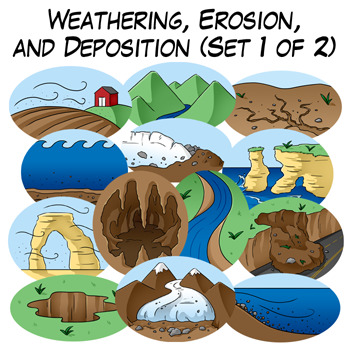 Weathering, Erosion,
and Deposition (Set 1 of 2)